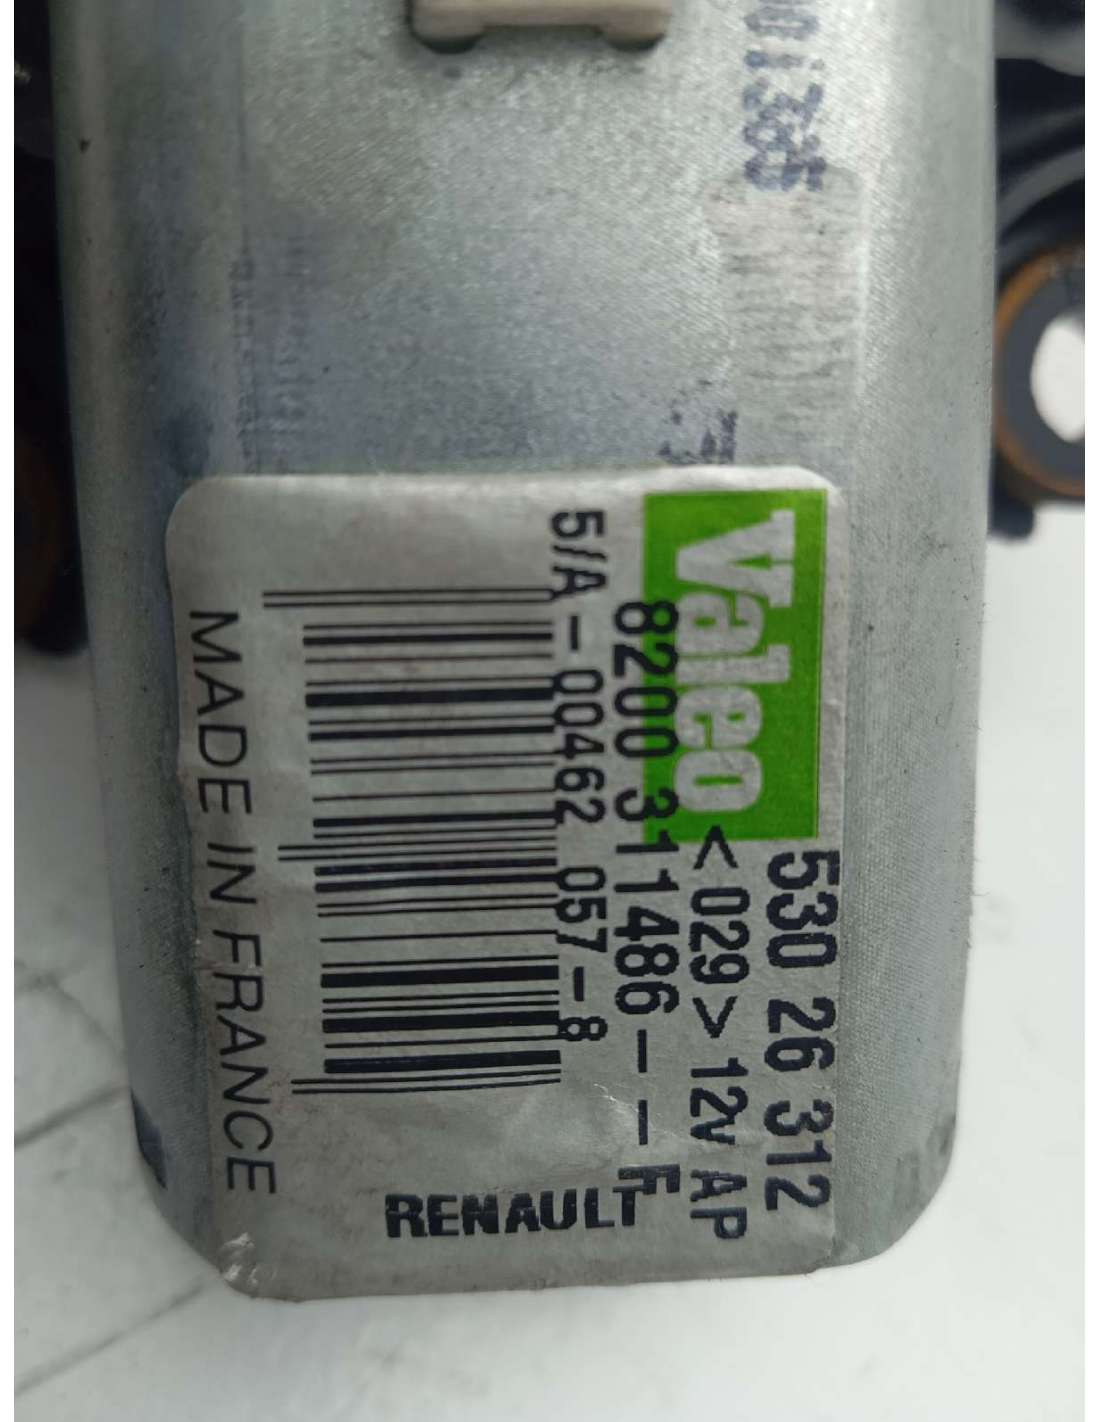 Valeo
530 26 312
<029> 12v AP
8200 311486 – – F
5//A – 00462 057 – 8
RENAULT
MADE IN FRANCE